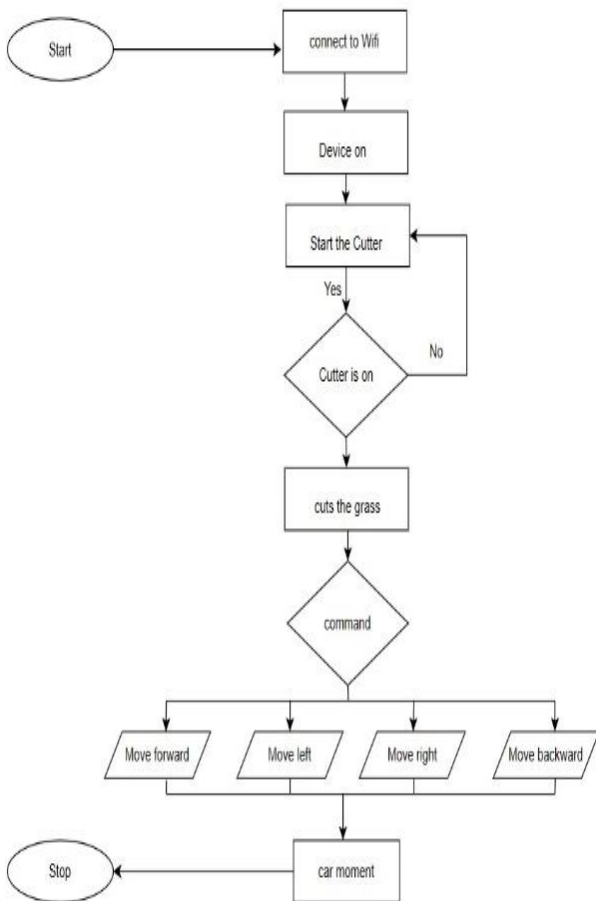 Start
connect to Wifi
Device on
Start the Cutter
Yes
No
Cutter is on
cuts the grass
command
Move forward
Move left
Move right
Move backward
Stop
car moment